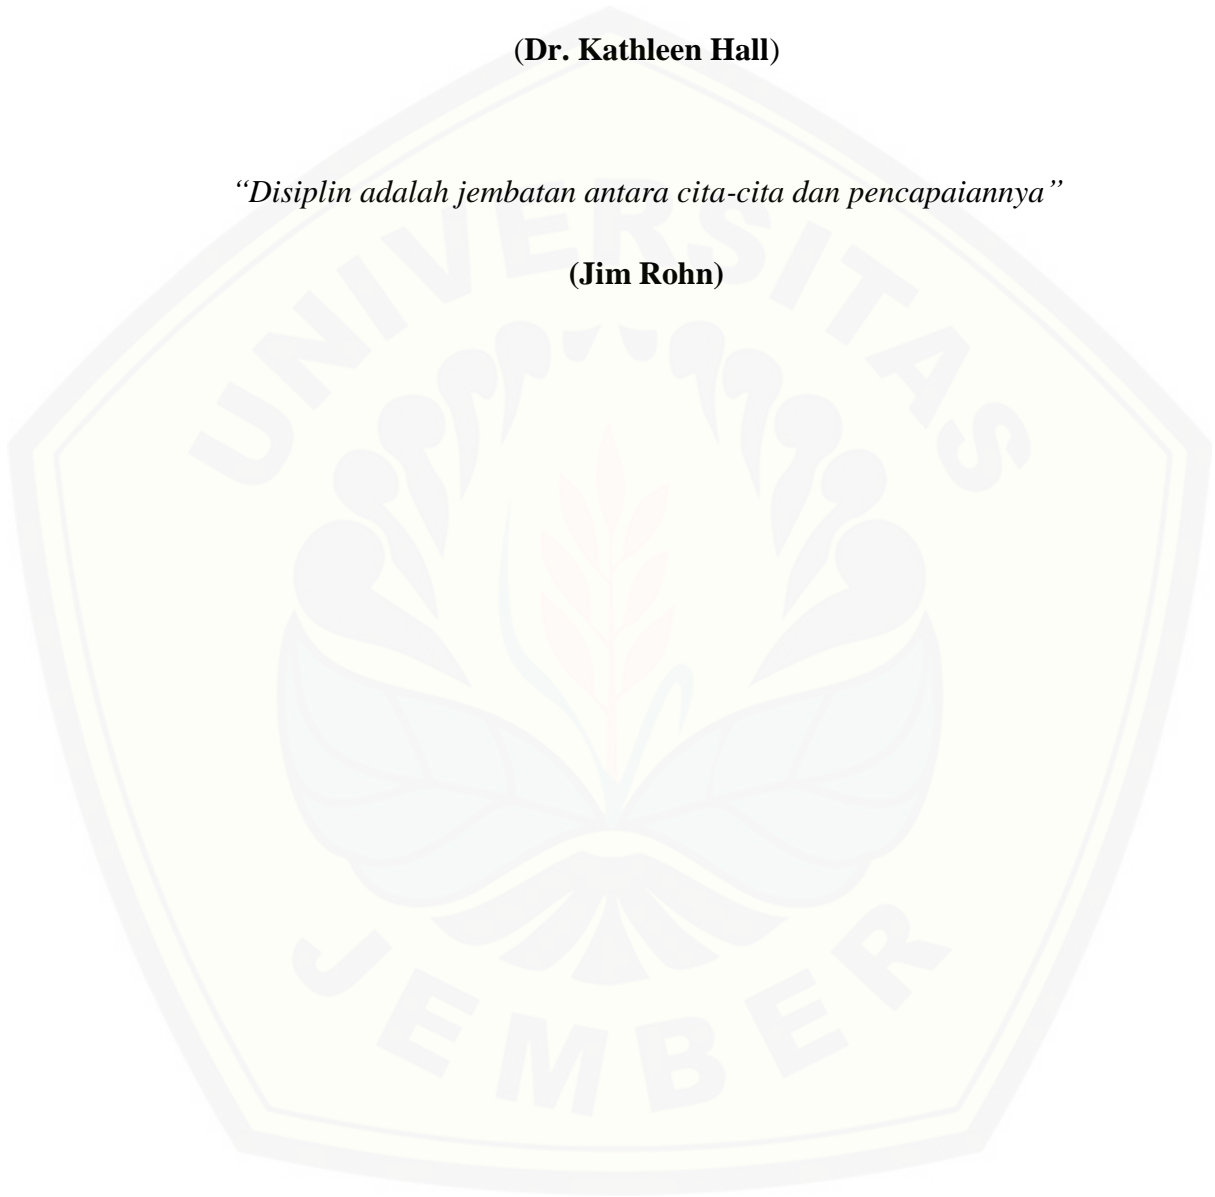 (Dr. Kathleen Hall)
“Disiplin adalah jembatan antara cita-cita dan pencapaiannya”
(Jim Rohn)
UNIVERSITAS
JEMBER